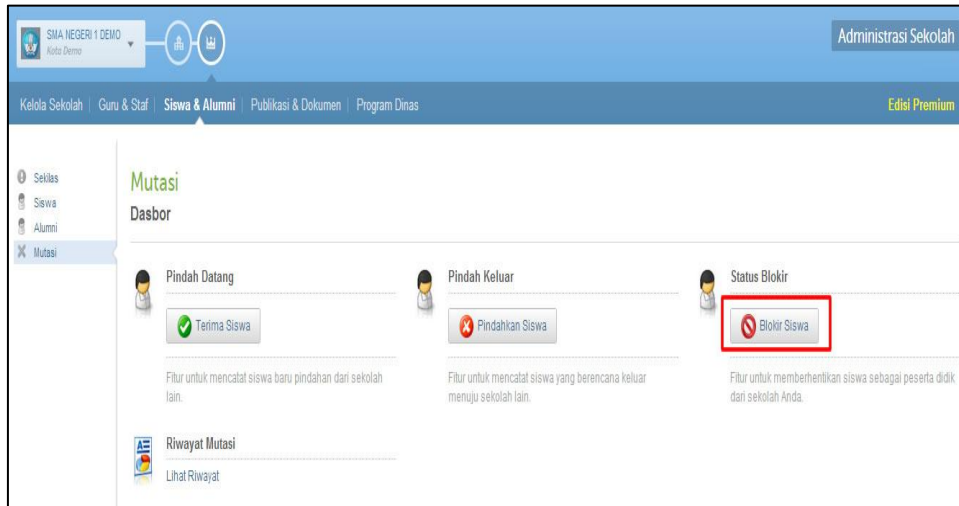 SMA NEGERI 1 DEMO
Kota Demo
Administrasi Sekolah
Kelola Sekolah | Guru & Staf | Siswa & Alumni | Publikasi & Dokumen | Program Dinas
Edisi Premium
Sekilas
Siswa
Alumni
Mutasi
Mutasi
Dasbor
Pindah Datang
Terima Siswa
Fitur untuk mencatat siswa baru pindahan dari sekolah
lain.
Pindah Keluar
Pindahkan Siswa
Fitur untuk mencatat siswa yang berencana keluar
menuju sekolah lain.
Status Blokir
Blokir Siswa
Fitur untuk memberhentikan siswa sebagai peserta didik
dari sekolah Anda.
Riwayat Mutasi
Lihat Riwayat